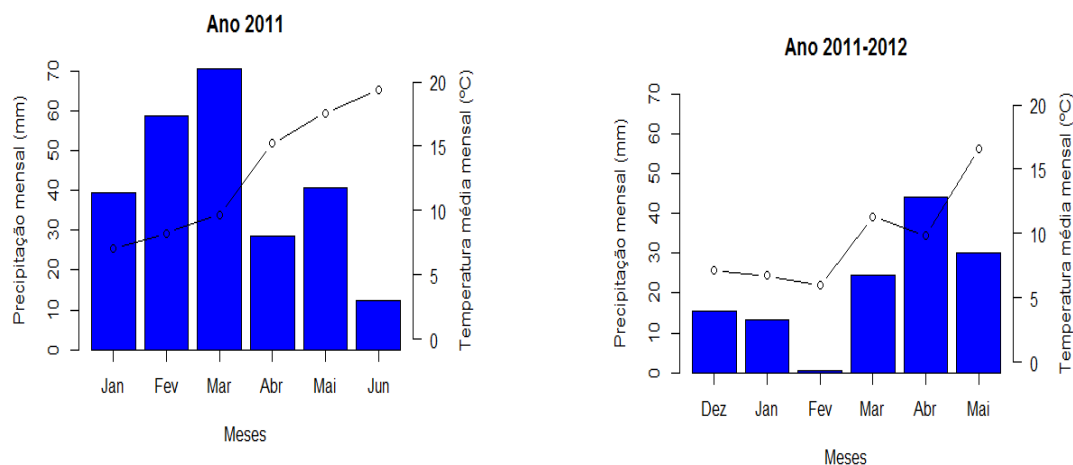 Ano 2011
Precipitação mensal (mm)
70
60
50
40
30
20
10
0
20
15
10
5
0
Temperatura média mensal (ºC)
Jan Fev Mar Abr Mai Jun
Meses
Ano 2011-2012
Precipitação mensal (mm)
70
60
50
40
30
20
10
0
20
15
10
5
0
Temperatura média mensal (ºC)
Dez Jan Fev Mar Abr Mai
Meses